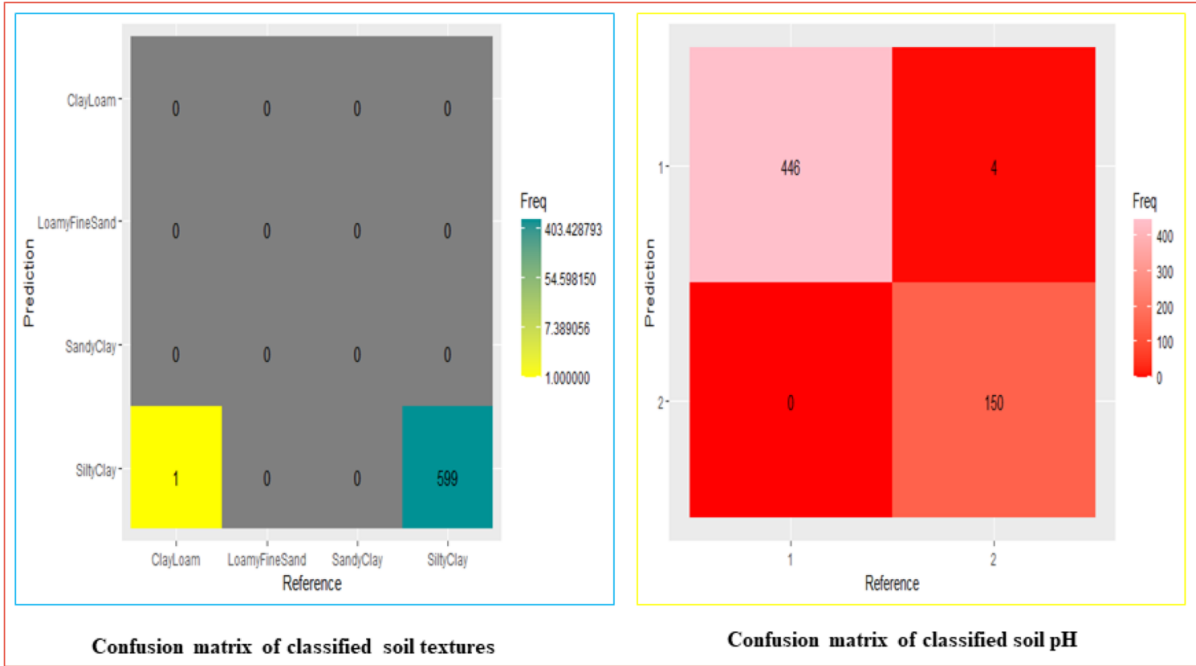 ClayLoam
0 0 0 0
LoamyFineSand
0 0 0 0
SandyClay
0 0 0 0
SiltyClay
1 0 0 599
ClayLoam LoamyFineSand SandyClay SiltyClay
Reference
Prediction
Freq
403.428793
54.598150
7.389056
1.000000
Confusion matrix of classified soil textures
1
446 4
2
0 150
1 2
Reference
Prediction
Freq
400
300
200
100
0
Confusion matrix of classified soil pH